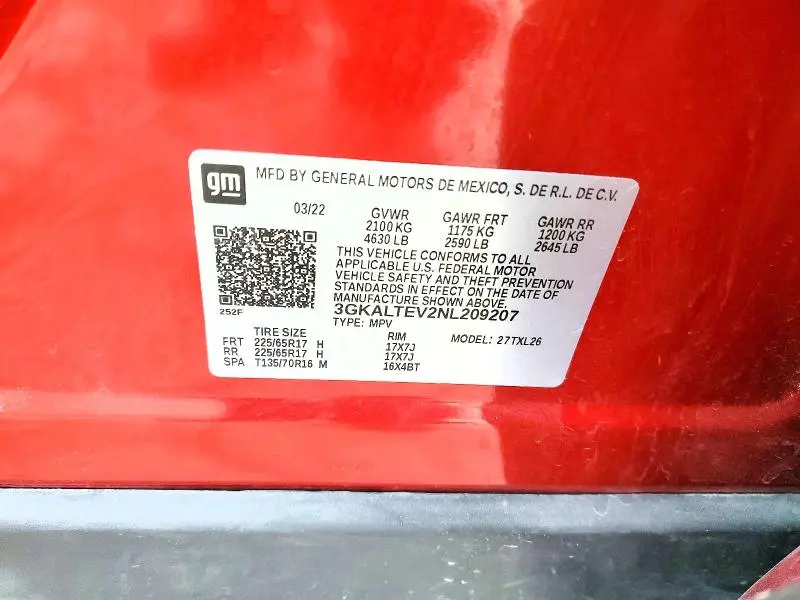 gm MFD BY GENERAL MOTORS DE MEXICO, S. DE R.L. DE C.V.
03/22 GVWR GAWR FRT GAWR RR
2100 KG 1175 KG 1200 KG
4630 LB 2590 LB 2645 LB
THIS VEHICLE CONFORMS TO ALL
APPLICABLE U.S. FEDERAL MOTOR
VEHICLE SAFETY AND THEFT PREVENTION
STANDARDS IN EFFECT ON THE DATE OF
MANUFACTURE SHOWN ABOVE.
252F 3GKALTEV2NL209207
TYPE: MPV MODEL: 27TXL26
TIRE SIZE RIM
FRT 225/65R17 H 17X7J
RR 225/65R17 H 17X7J
SPA T135/70R16 M 16X4BT